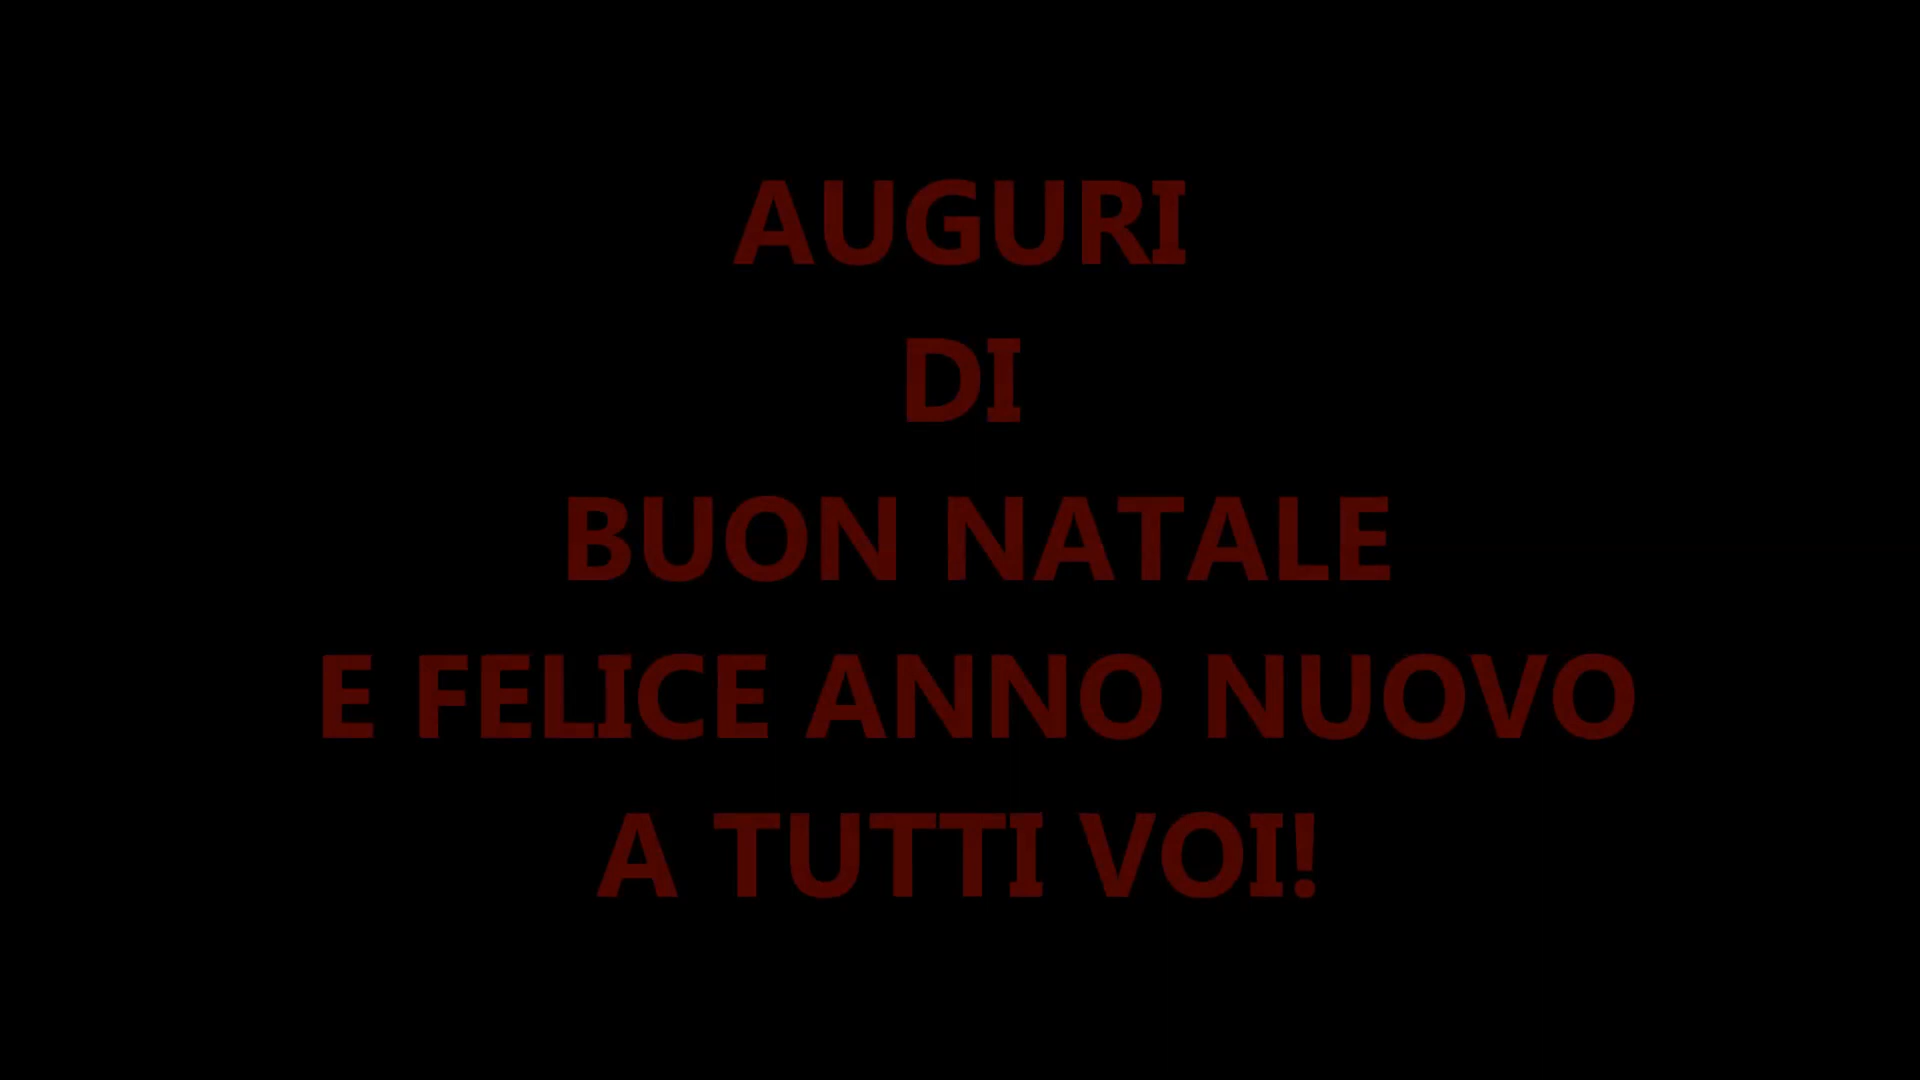 AUGURI
DI
BUON NATALE
E FELICE ANNO NUOVO
A TUTTI VOI!